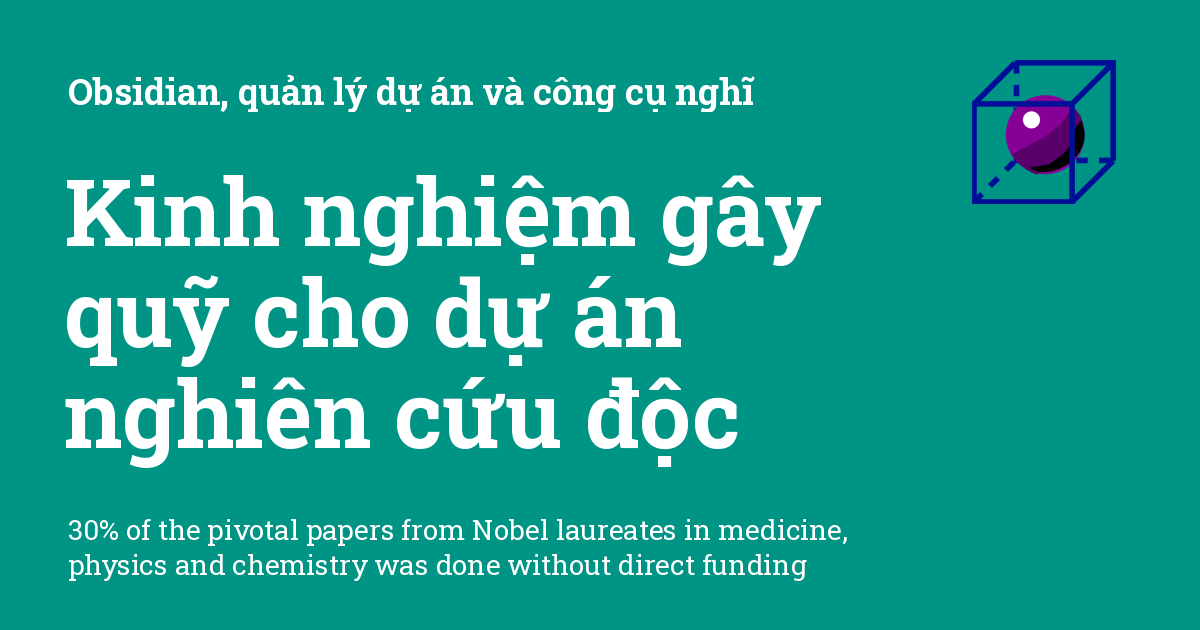 Obsidian, quản lý dự án và công cụ nghĩ
Kinh nghiệm gây
quỹ cho dự án
nghiên cứu độc
30% of the pivotal papers from Nobel laureates in medicine,
physics and chemistry was done without direct funding